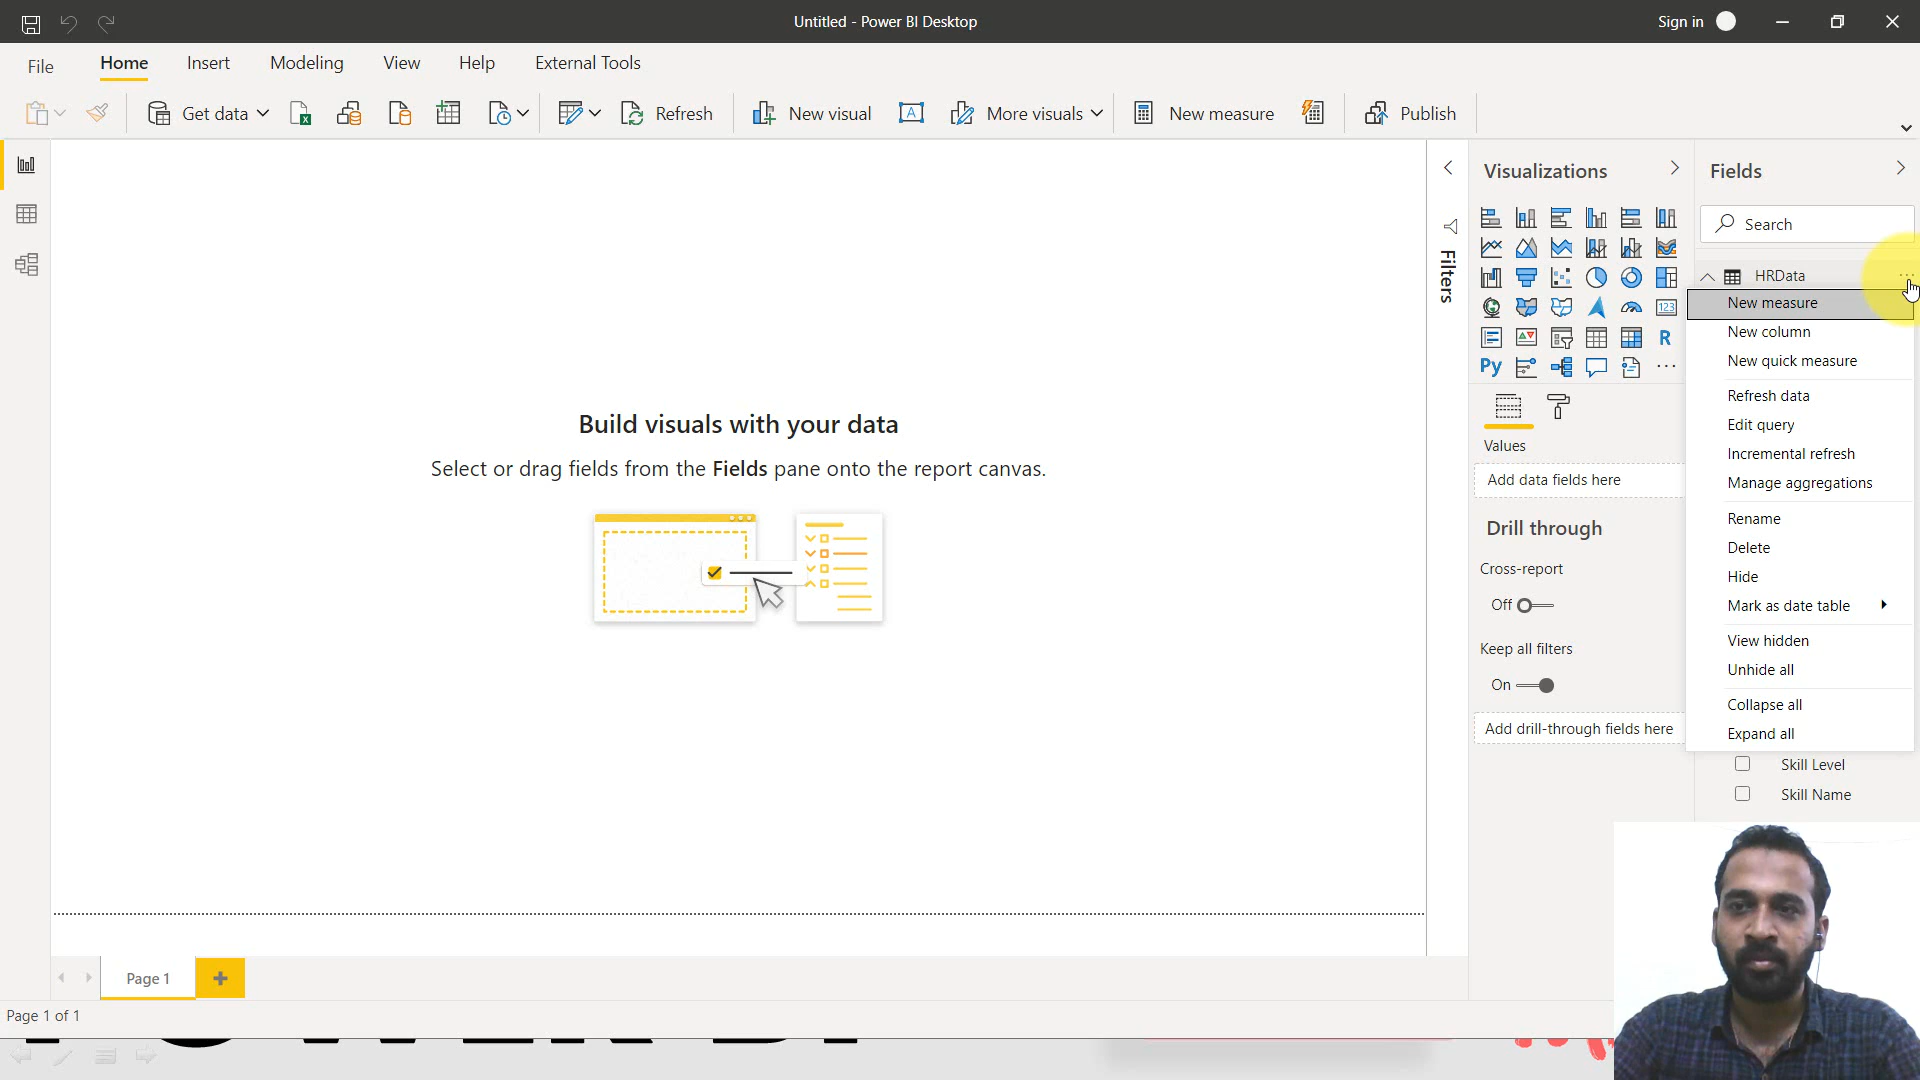 Untitled - Power BI Desktop
Sign in
File
Home
Insert
Modeling
View
Help
External Tools
Get data
Refresh
New visual
More visuals
New measure
Publish
Build visuals with your data
Select or drag fields from the Fields pane onto the report canvas.
Filters
Visualizations
123
R
Py
Values
Add data fields here
Drill through
Cross-report
Off
Keep all filters
On
Add drill-through fields here
Fields
Search
HRData
New measure
New column
New quick measure
Refresh data
Edit query
Incremental refresh
Manage aggregations
Rename
Delete
Hide
Mark as date table
View hidden
Unhide all
Collapse all
Expand all
Skill Level
Skill Name
Page 1
Page 1 of 1